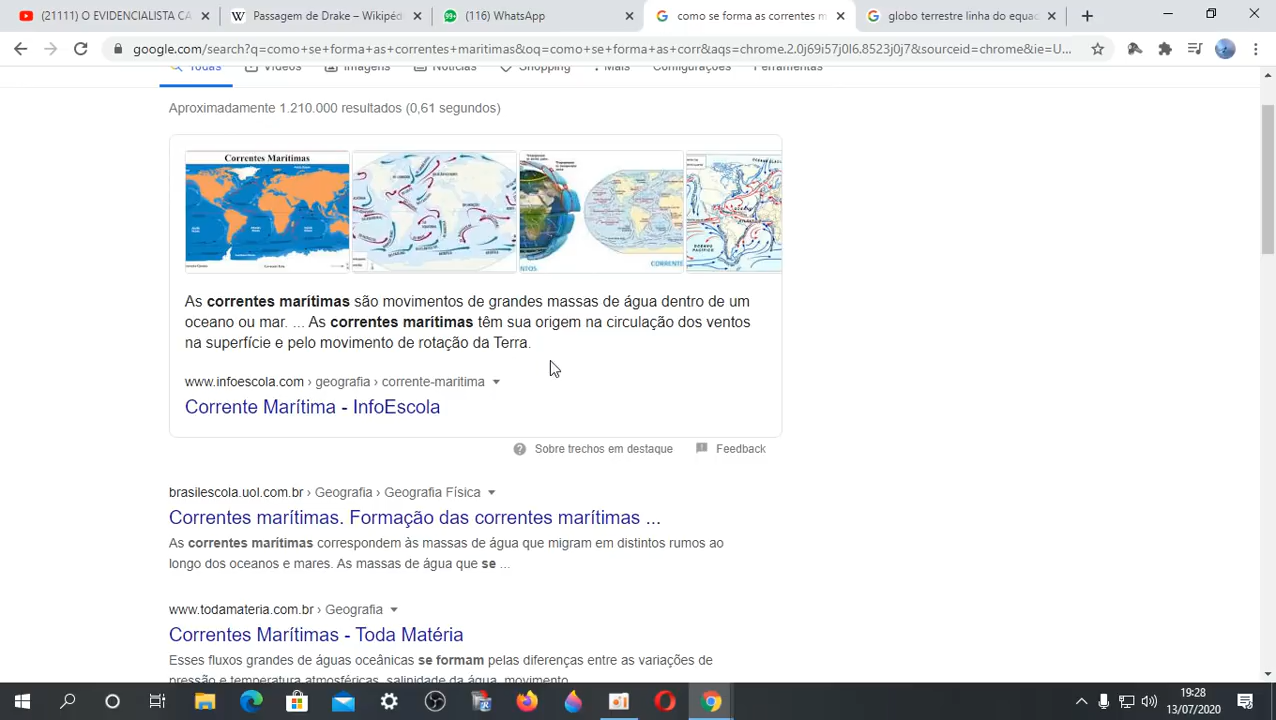 (21111) O EVIDENCIALISTA CA
Passagem de Drake – Wikipé
(116) WhatsApp
como se forma as correntes m
globo terrestre linha do equa
google.com/search?q=como+se+forma+as+correntes+maritimas&oq=como+se+forma+as+corr&aqs=chrome.2.0j69i57j0l6.8523j0j7&sourceid=chrome&ie=U...
Todas Vídeos Imagens Notícias Shopping Mais Configurações Ferramentas
Aproximadamente 1.210.000 resultados (0,61 segundos)
Correntes Marítimas
CORRENTE
As correntes marítimas são movimentos de grandes massas de água dentro de um
oceano ou mar. ... As correntes marítimas têm sua origem na circulação dos ventos
na superfície e pelo movimento de rotação da Terra.
www.infoescola.com › geografia › corrente-maritima
Corrente Marítima - InfoEscola
Sobre trechos em destaque Feedback
brasilescola.uol.com.br › Geografia › Geografia Física
Correntes marítimas. Formação das correntes marítimas ...
As correntes marítimas correspondem às massas de água que migram em distintos rumos ao
longo dos oceanos e mares. As massas de água que se ...
www.todamateria.com.br › Geografia
Correntes Marítimas - Toda Matéria
Esses fluxos grandes de águas oceânicas se formam pelas diferenças entre as variações de
pressão e temperatura atmosféricas, salinidade da água, movimento
19:28
13/07/2020